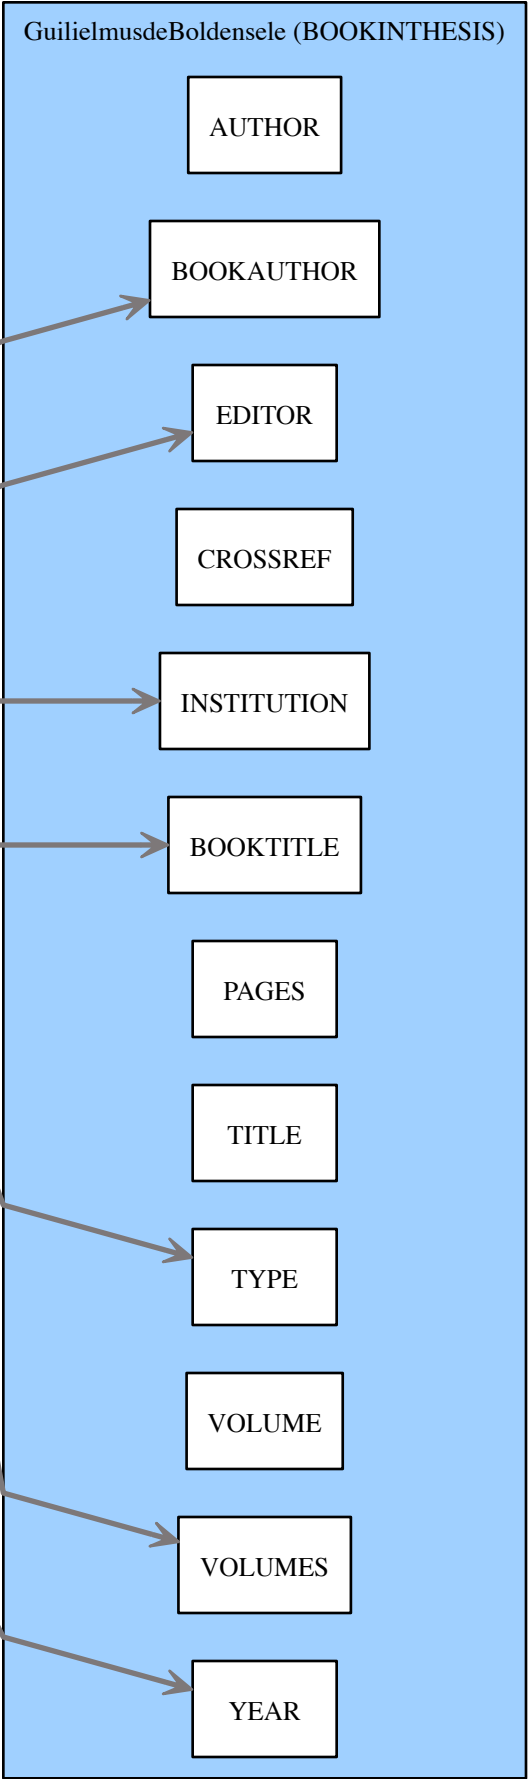 GuilielmusdeBoldensele (BOOKINTHESIS)
AUTHOR
BOOKAUTHOR
EDITOR
CROSSREF
INSTITUTION
BOOKTITLE
PAGES
TITLE
TYPE
VOLUME
VOLUMES
YEAR